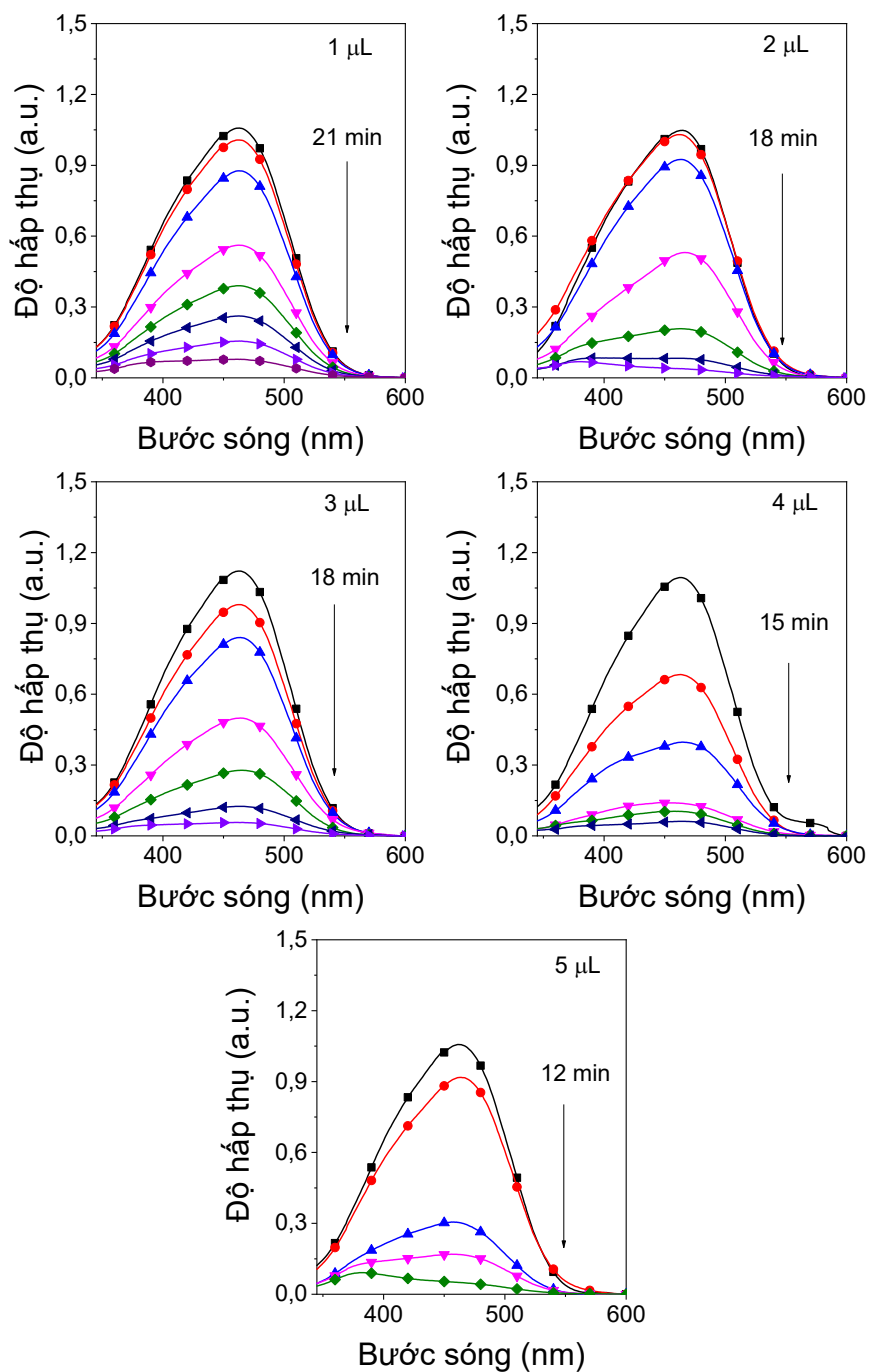 1 μL
21 min
Độ hấp thụ (a.u.)
1,5
1,2
0,9
0,6
0,3
0,0
400 500 600
Bước sóng (nm)
2 μL
18 min
Độ hấp thụ (a.u.)
1,5
1,2
0,9
0,6
0,3
0,0
400 500 600
Bước sóng (nm)
3 μL
18 min
Độ hấp thụ (a.u.)
1,5
1,2
0,9
0,6
0,3
0,0
400 500 600
Bước sóng (nm)
4 μL
15 min
Độ hấp thụ (a.u.)
1,5
1,2
0,9
0,6
0,3
0,0
400 500 600
Bước sóng (nm)
5 μL
12 min
Độ hấp thụ (a.u.)
1,5
1,2
0,9
0,6
0,3
0,0
400 500 600
Bước sóng (nm)